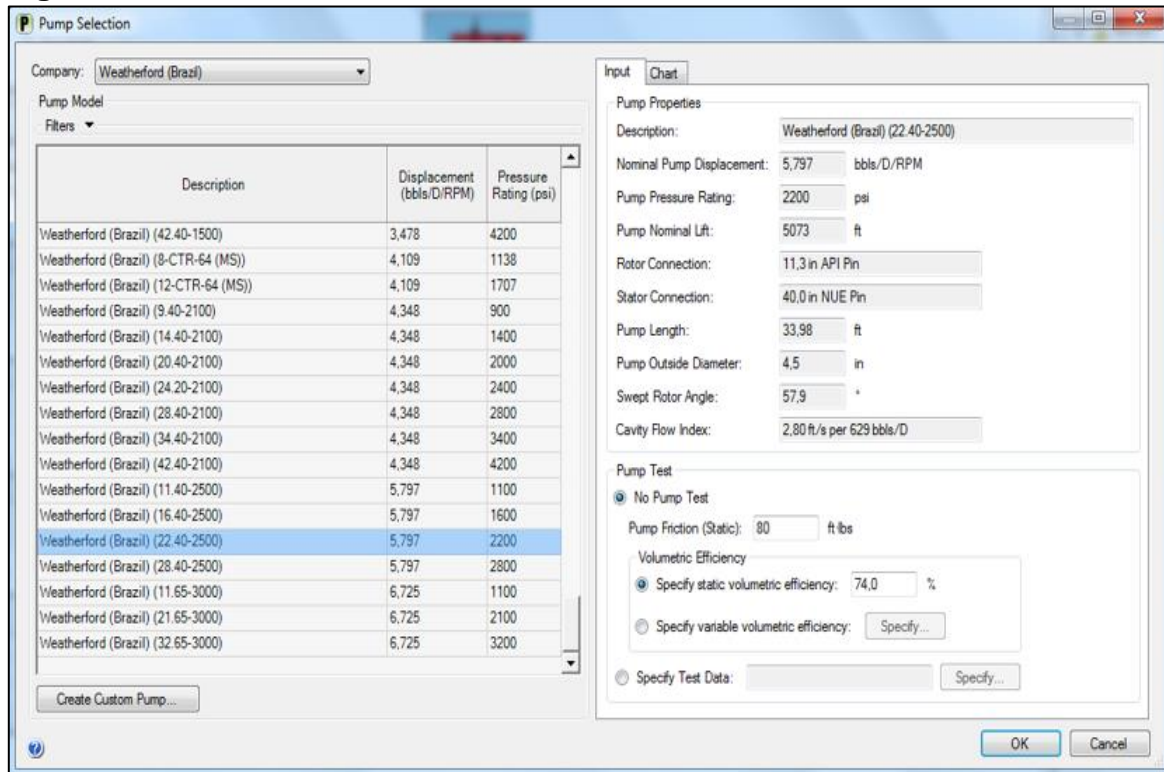 Pump Selection
Company: Weatherford (Brazil)
Pump Model
Filters
Description Displacement (bbls/D/RPM) Pressure Rating (psi)
Weatherford (Brazil) (42.40-1500) 3,478 4200
Weatherford (Brazil) (8-CTR-64 (MS)) 4,109 1138
Weatherford (Brazil) (12-CTR-64 (MS)) 4,109 1707
Weatherford (Brazil) (9.40-2100) 4,348 900
Weatherford (Brazil) (14.40-2100) 4,348 1400
Weatherford (Brazil) (20.40-2100) 4,348 2000
Weatherford (Brazil) (24.20-2100) 4,348 2400
Weatherford (Brazil) (28.40-2100) 4,348 2800
Weatherford (Brazil) (34.40-2100) 4,348 3400
Weatherford (Brazil) (42.40-2100) 4,348 4200
Weatherford (Brazil) (11.40-2500) 5,797 1100
Weatherford (Brazil) (16.40-2500) 5,797 1600
Weatherford (Brazil) (22.40-2500) 5,797 2200
Weatherford (Brazil) (28.40-2500) 5,797 2800
Weatherford (Brazil) (11.65-3000) 6,725 1100
Weatherford (Brazil) (21.65-3000) 6,725 2100
Weatherford (Brazil) (32.65-3000) 6,725 3200
Create Custom Pump...
Input Chart
Pump Properties
Description: Weatherford (Brazil) (22.40-2500)
Nominal Pump Displacement: 5,797 bbls/D/RPM
Pump Pressure Rating: 2200 psi
Pump Nominal Lift: 5073 ft
Rotor Connection: 11,3 in API Pin
Stator Connection: 40,0 in NUE Pin
Pump Length: 33,98 ft
Pump Outside Diameter: 4,5 in
Swept Rotor Angle: 57,9 °
Cavity Flow Index: 2,80 ft/s per 629 bbls/D
Pump Test
No Pump Test
Pump Friction (Static): 80 ft·lbs
Volumetric Efficiency
Specify static volumetric efficiency: 74,0 %
Specify variable volumetric efficiency: Specify...
Specify Test Data: Specify...
OK Cancel